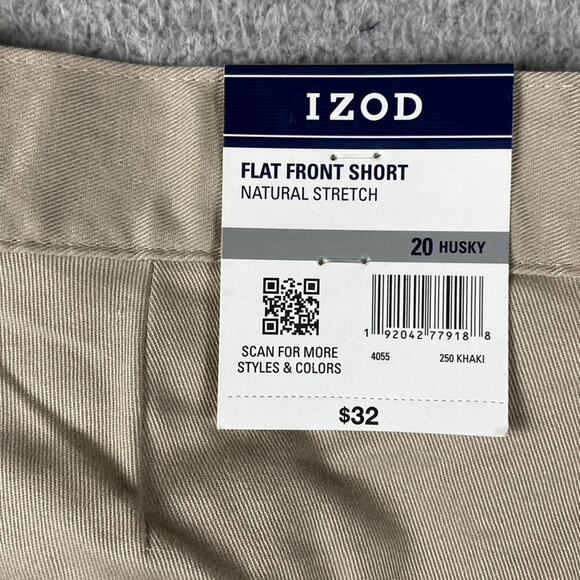 IZOD
FLAT FRONT SHORT
NATURAL STRETCH
20 HUSKY
1 92042 77918 8
4055 250 KHAKI
SCAN FOR MORE
STYLES & COLORS
$32